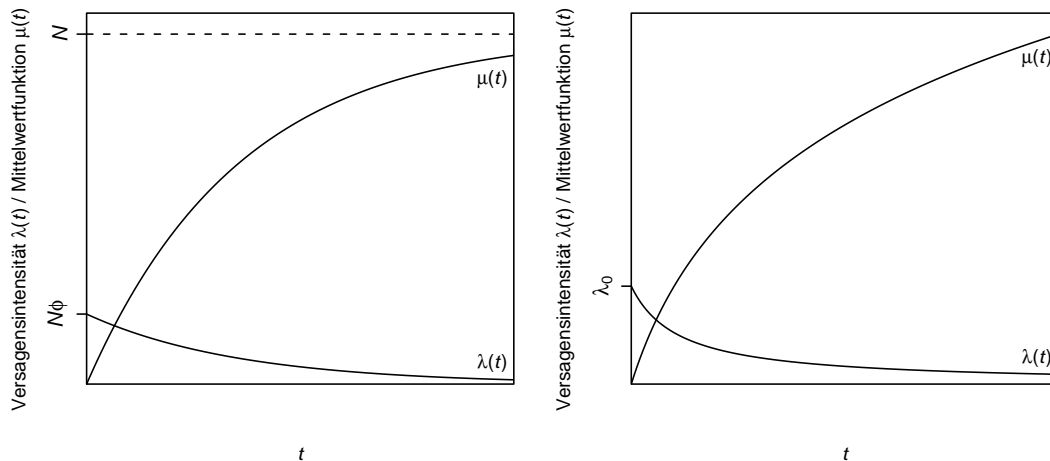 Versagensintensität λ(t) / Mittelwertfunktion μ(t)
N
Nϕ
μ(t)
λ(t)
t
Versagensintensität λ(t) / Mittelwertfunktion μ(t)
λ0
μ(t)
λ(t)
t